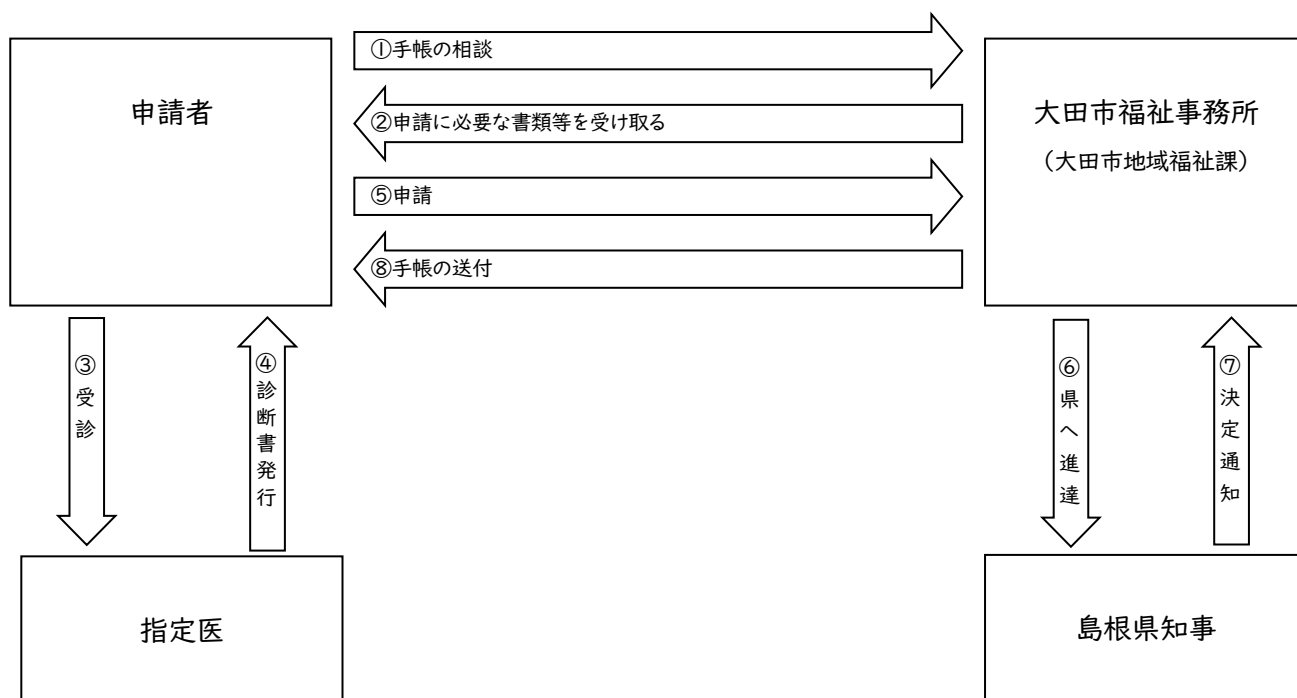 ①手帳の相談
申請者
大田市福祉事務所
②申請に必要な書類等を受け取る
（大田市地域福祉課）
⑤申請
⑧手帳の送付
③受診
④診断書発行
⑥県へ進達
⑦決定通知
指定医
島根県知事